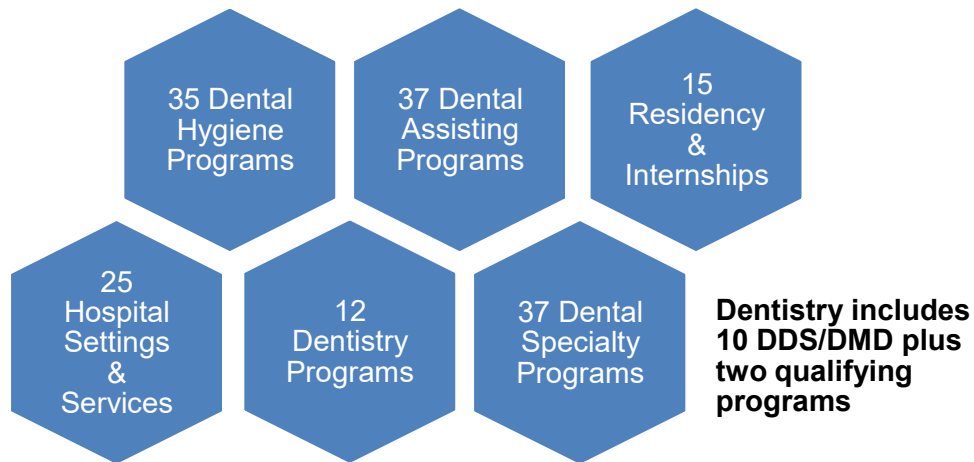 35 Dental
Hygiene
Programs
37 Dental
Assisting
Programs
15
Residency
&
Internships
25
Hospital
Settings
&
Services
12
Dentistry
Programs
37 Dental
Specialty
Programs
Dentistry includes
10 DDS/DMD plus
two qualifying
programs